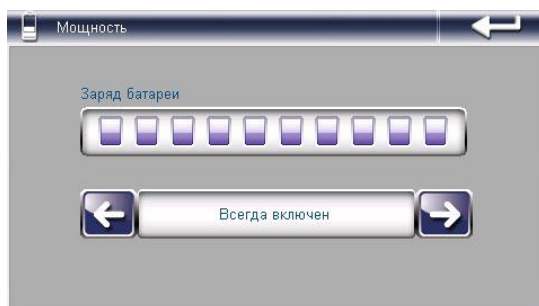 Мощность
Заряд батареи
Всегда включен